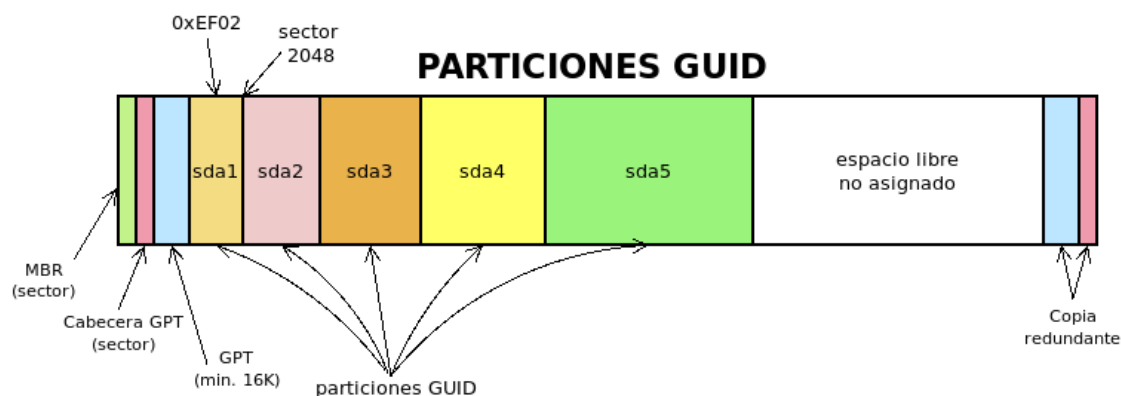 0xEF02
sector
2048
PARTICIONES GUID
sda1
sda2
sda3
sda4
sda5
espacio libre
no asignado
MBR
(sector)
Cabecera GPT
(sector)
GPT
(min. 16K)
particiones GUID
Copia
redundante